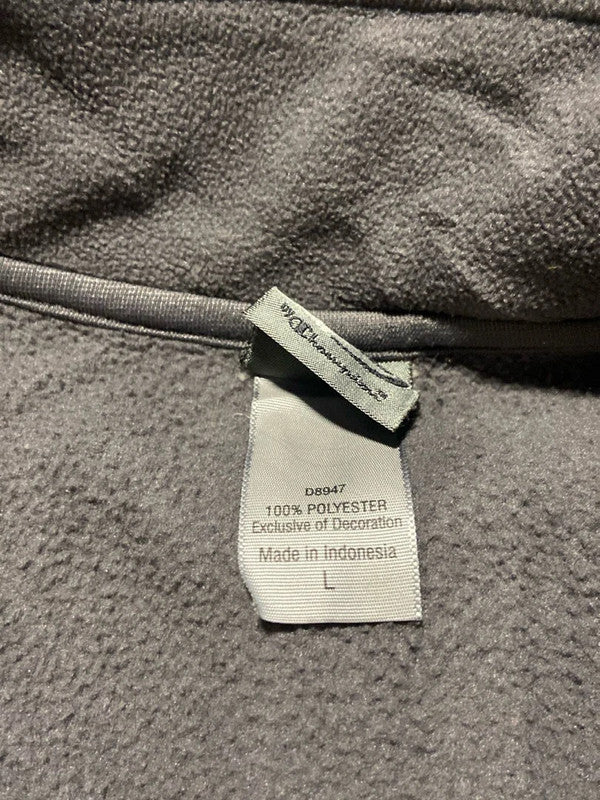 D8947
100% POLYESTER
Exclusive of Decoration
Made in Indonesia
L